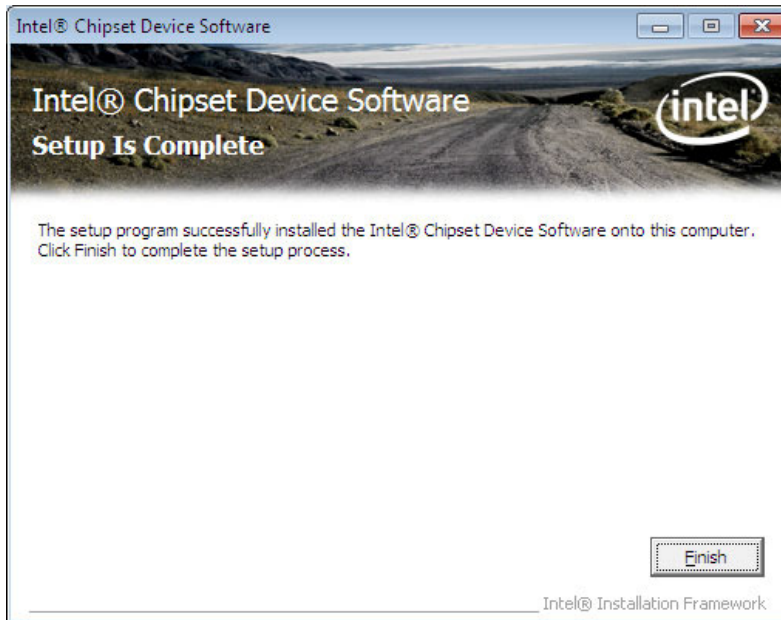 Intel® Chipset Device Software
Intel® Chipset Device Software
intel
Setup Is Complete
The setup program successfully installed the Intel® Chipset Device Software onto this computer.
Click Finish to complete the setup process.
Finish
Intel® Installation Framework